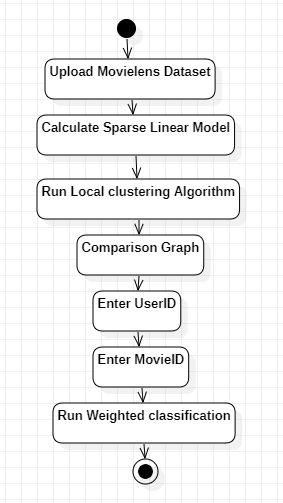 Upload Movielens Dataset
Calculate Sparse Linear Model
Run Local clustering Algorithm
Comparison Graph
Enter UserID
Enter MovieID
Run Weighted classification